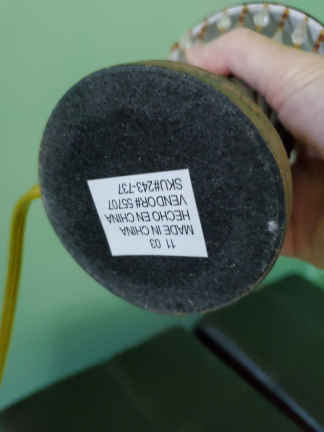 11 03
MADE IN CHINA
HECHO EN CHINA
VENDOR# 55707
SKU#243-737